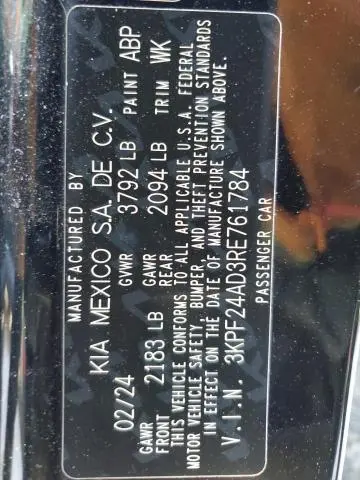 MANUFACTURED BY
KIA MEXICO S.A. DE C.V.
02/24 GVWR 3792 LB PAINT ABP
GAWR FRONT 2183 LB GAWR REAR 2094 LB TRIM WK
THIS VEHICLE CONFORMS TO ALL APPLICABLE U.S.A. FEDERAL
MOTOR VEHICLE SAFETY, BUMPER, AND THEFT PREVENTION STANDARDS
IN EFFECT ON THE DATE OF MANUFACTURE SHOWN ABOVE.
V.I.N. 3KPF24AD3RE761784
PASSENGER CAR